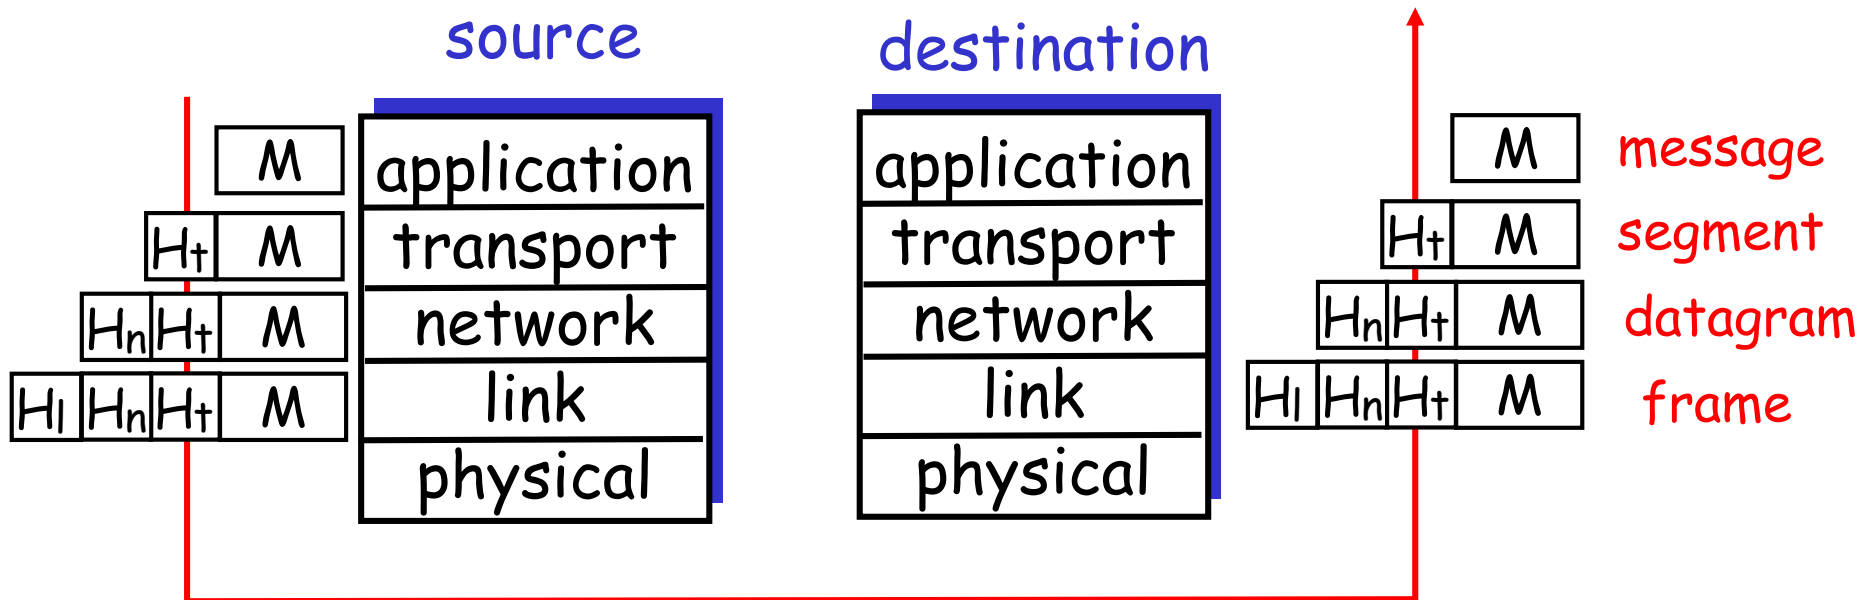 source destination
M application application M message
Ht M transport transport Ht M segment
Hn Ht M network network Hn Ht M datagram
Hl Hn Ht M link link Hl Hn Ht M frame
physical physical